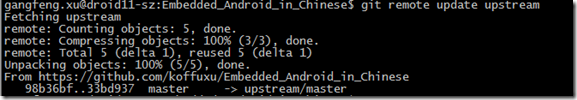 gangfeng.xu@droid11-sz:Embedded_Android_in_Chinese$ git remote update upstream
Fetching upstream
remote: Counting objects: 5, done.
remote: Compressing objects: 100% (3/3), done.
remote: Total 5 (delta 1), reused 5 (delta 1)
Unpacking objects: 100% (5/5), done.
From https://github.com/koffuxu/Embedded_Android_in_Chinese
   98b36bf..33bd937  master     -> upstream/master